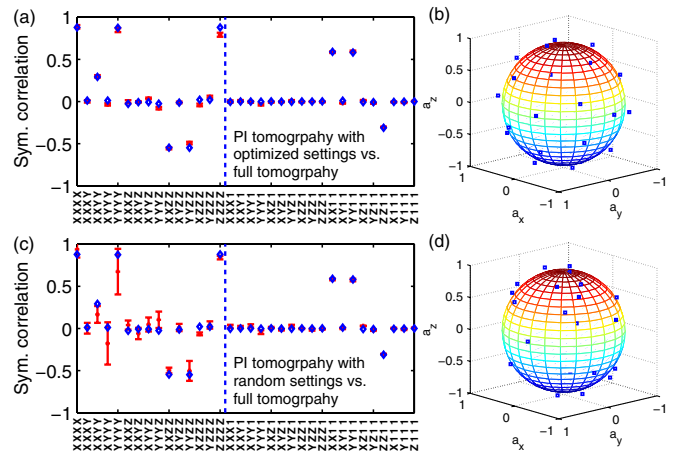 (a)
Sym. correlation
1
0.5
0
−0.5
−1
PI tomogrpahy with
optimized settings vs.
full tomogrpahy
XXXX
XXXY
XXYY
XYYY
YYYY
XXXZ
XXYZ
XYYZ
YYYZ
XXZZ
XYZZ
YYZZ
XZZZ
YZZZ
ZZZZ
XXX1
XXY1
XYY1
YYY1
XXZ1
XYZ1
YYZ1
XZZ1
YZZ1
ZZZ1
XX11
XY11
YY11
XZ11
YZ11
ZZ11
X111
Y111
Z111
(b)
a_z
1
0.5
0
−0.5
−1
1
0
−1
a_x
1
0
−1
a_y
(c)
Sym. correlation
1
0.5
0
−0.5
−1
PI tomogrpahy with
random settings vs.
full tomogrpahy
XXXX
XXXY
XXYY
XYYY
YYYY
XXXZ
XXYZ
XYYZ
YYYZ
XXZZ
XYZZ
YYZZ
XZZZ
YZZZ
ZZZZ
XXX1
XXY1
XYY1
YYY1
XXZ1
XYZ1
YYZ1
XZZ1
YZZ1
ZZZ1
XX11
XY11
YY11
XZ11
YZ11
ZZ11
X111
Y111
Z111
(d)
a_z
1
0.5
0
−0.5
−1
1
0
−1
a_x
1
0
−1
a_y